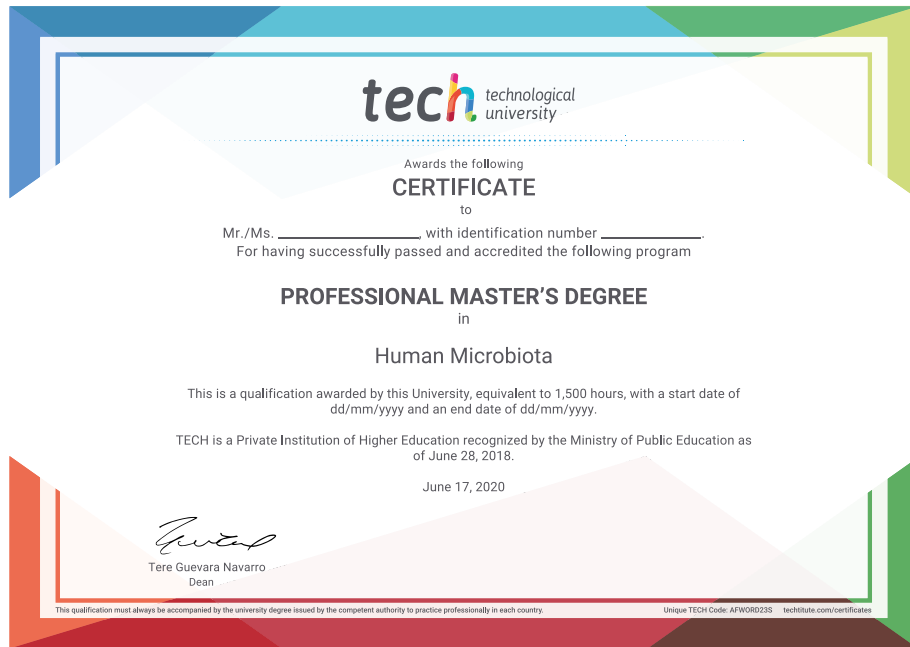 tech technological
university
Awards the following
CERTIFICATE
to
Mr./Ms. ____________________, with identification number ______________.
For having successfully passed and accredited the following program
PROFESSIONAL MASTER'S DEGREE
in
Human Microbiota
This is a qualification awarded by this University, equivalent to 1,500 hours, with a start date of
dd/mm/yyyy and an end date of dd/mm/yyyy.
TECH is a Private Institution of Higher Education recognized by the Ministry of Public Education as
of June 28, 2018.
June 17, 2020
Tere Guevara Navarro
Dean
This qualification must always be accompanied by the university degree issued by the competent authority to practice professionally in each country.
Unique TECH Code: AFWORD23S techtitute.com/certificates